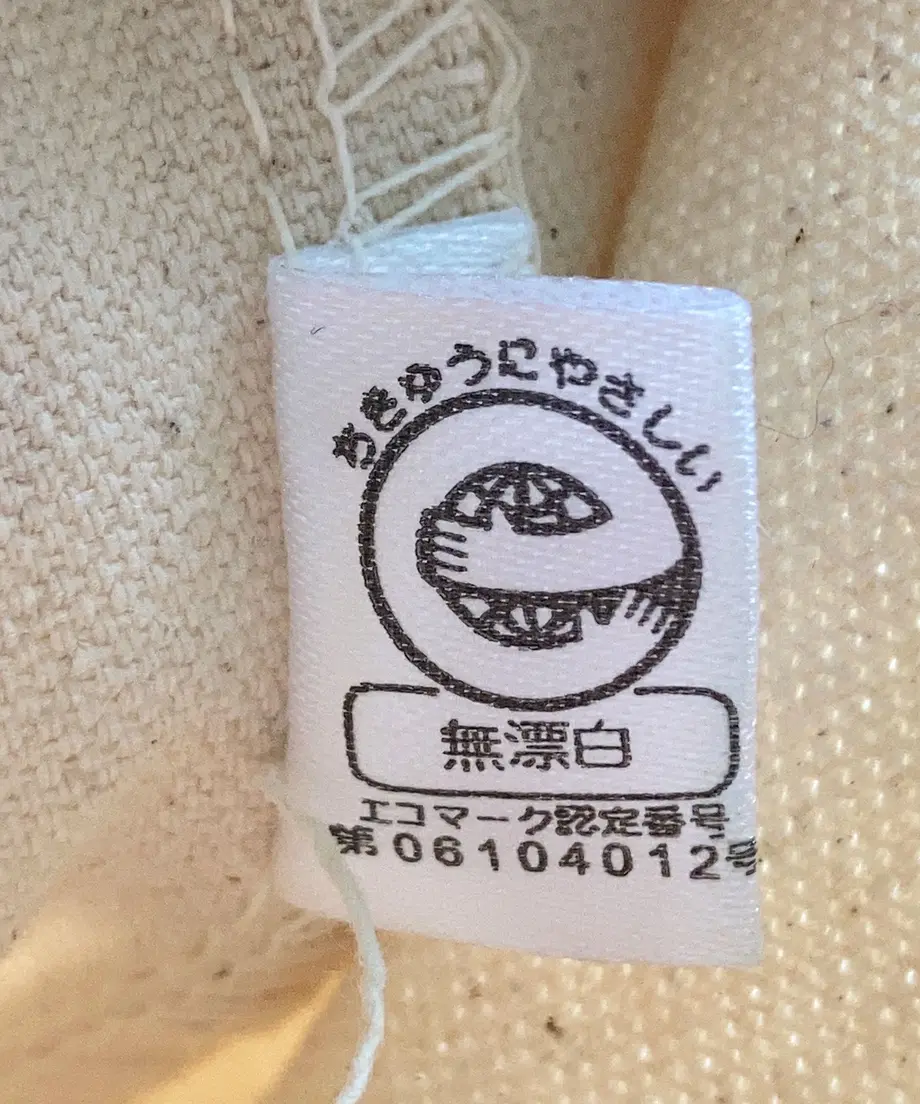 ちきゅうにやさしい
無漂白
エコマーク認定番号
第06104012号